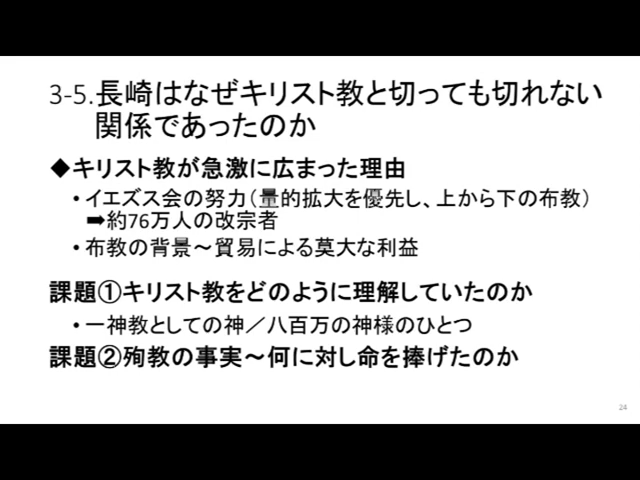 3-5.長崎はなぜキリスト教と切っても切れない
関係であったのか
◆キリスト教が急激に広まった理由
・イエズス会の努力（量的拡大を優先し、上から下の布教）
➡約76万人の改宗者
・布教の背景～貿易による莫大な利益
課題①キリスト教をどのように理解していたのか
・一神教としての神／八百万の神様のひとつ
課題②殉教の事実～何に対し命を捧げたのか
24